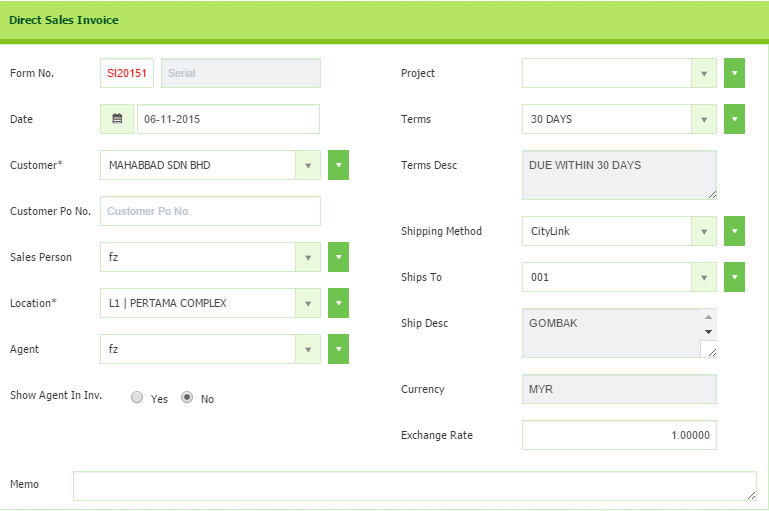 Direct Sales Invoice
Form No. SI20151 Serial
Project
Date 06-11-2015
Terms 30 DAYS
Customer* MAHABBAD SDN BHD
Terms Desc DUE WITHIN 30 DAYS
Customer Po No. Customer Po No.
Shipping Method CityLink
Sales Person fz
Ships To 001
Location* L1 | PERTAMA COMPLEX
Ship Desc GOMBAK
Agent fz
Show Agent In Inv. Yes No
Currency MYR
Exchange Rate 1.00000
Memo